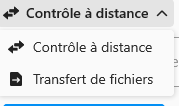 Contrôle à distance
Contrôle à distance
Transfert de fichiers